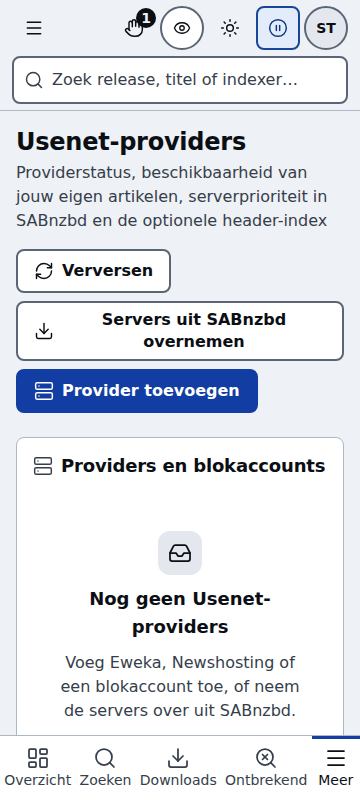 1
ST
Zoek release, titel of indexer…
Usenet-providers
Providerstatus, beschikbaarheid van
jouw eigen artikelen, serverprioriteit in
SABnzbd en de optionele header-index
Verversen
Servers uit SABnzbd
overnemen
Provider toevoegen
Providers en blokaccounts
Nog geen Usenet-
providers
Voeg Eweka, Newshosting of
een blokaccount toe, of neem
de servers over uit SABnzbd.
Overzicht Zoeken Downloads Ontbrekend Meer